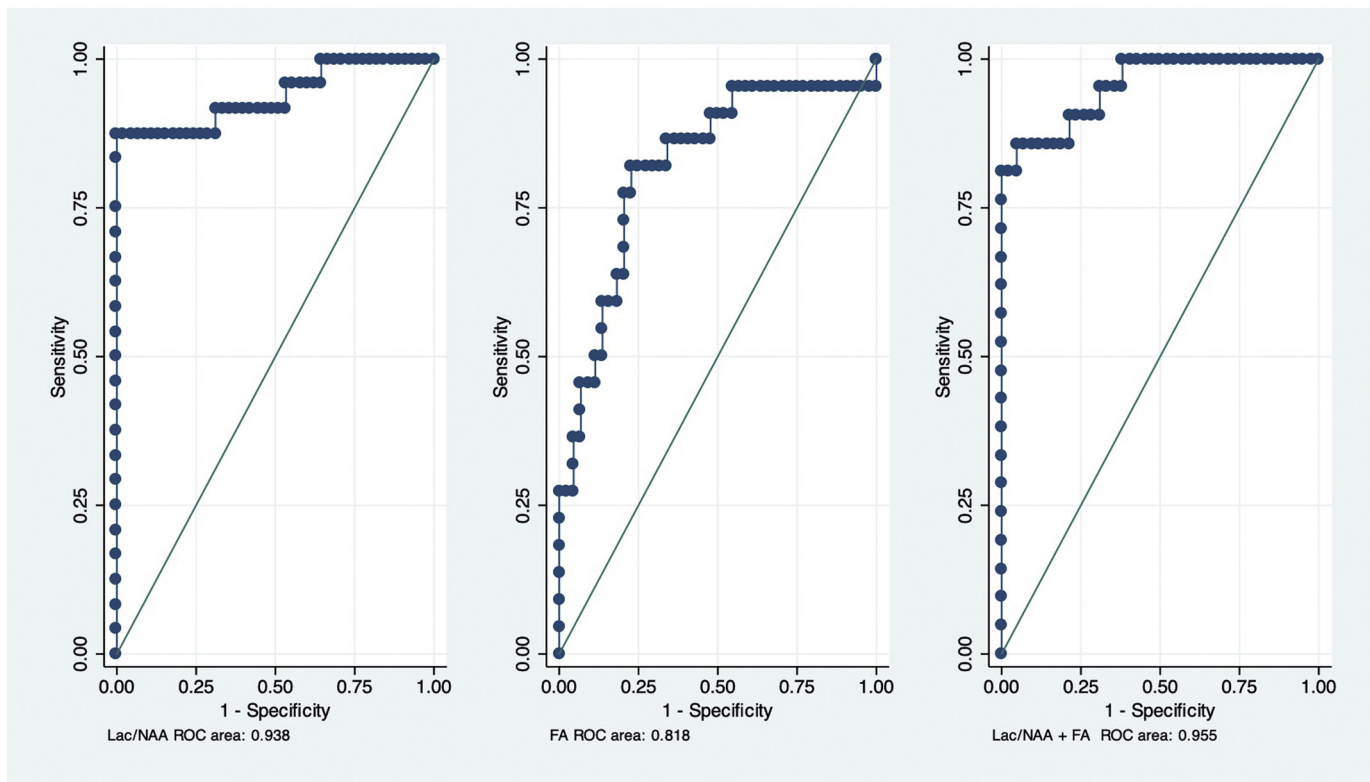 1.00
0.75
0.50
0.25
0.00
Sensitivity
0.00 0.25 0.50 0.75 1.00
1 - Specificity
Lac/NAA ROC area: 0.938
1.00
0.75
0.50
0.25
0.00
Sensitivity
0.00 0.25 0.50 0.75 1.00
1 - Specificity
FA ROC area: 0.818
1.00
0.75
0.50
0.25
0.00
Sensitivity
0.00 0.25 0.50 0.75 1.00
1 - Specificity
Lac/NAA + FA  ROC area: 0.955